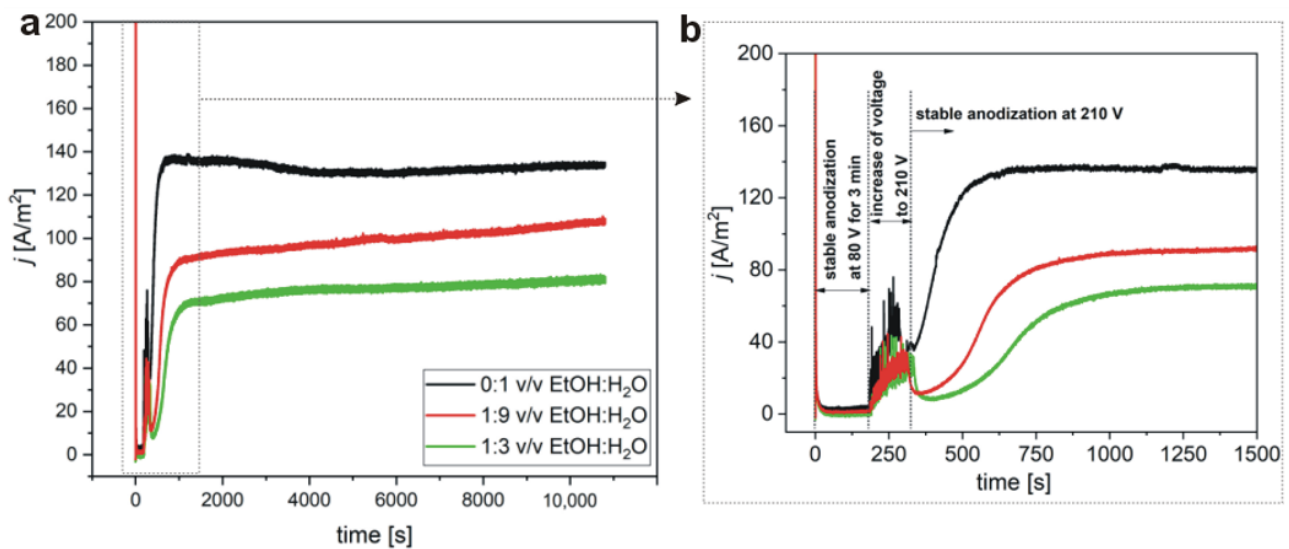 a
200
180
160
140
120
100
80
60
40
20
0
j [A/m²]
0
2000
4000
6000
8000
10,000
time [s]
0:1 v/v EtOH:H₂O
1:9 v/v EtOH:H₂O
1:3 v/v EtOH:H₂O
b
200
160
120
80
40
0
j [A/m²]
stable anodization
at 80 V for 3 min
increase of voltage
to 210 V
stable anodization at 210 V
0
250
500
750
1000
1250
1500
time [s]